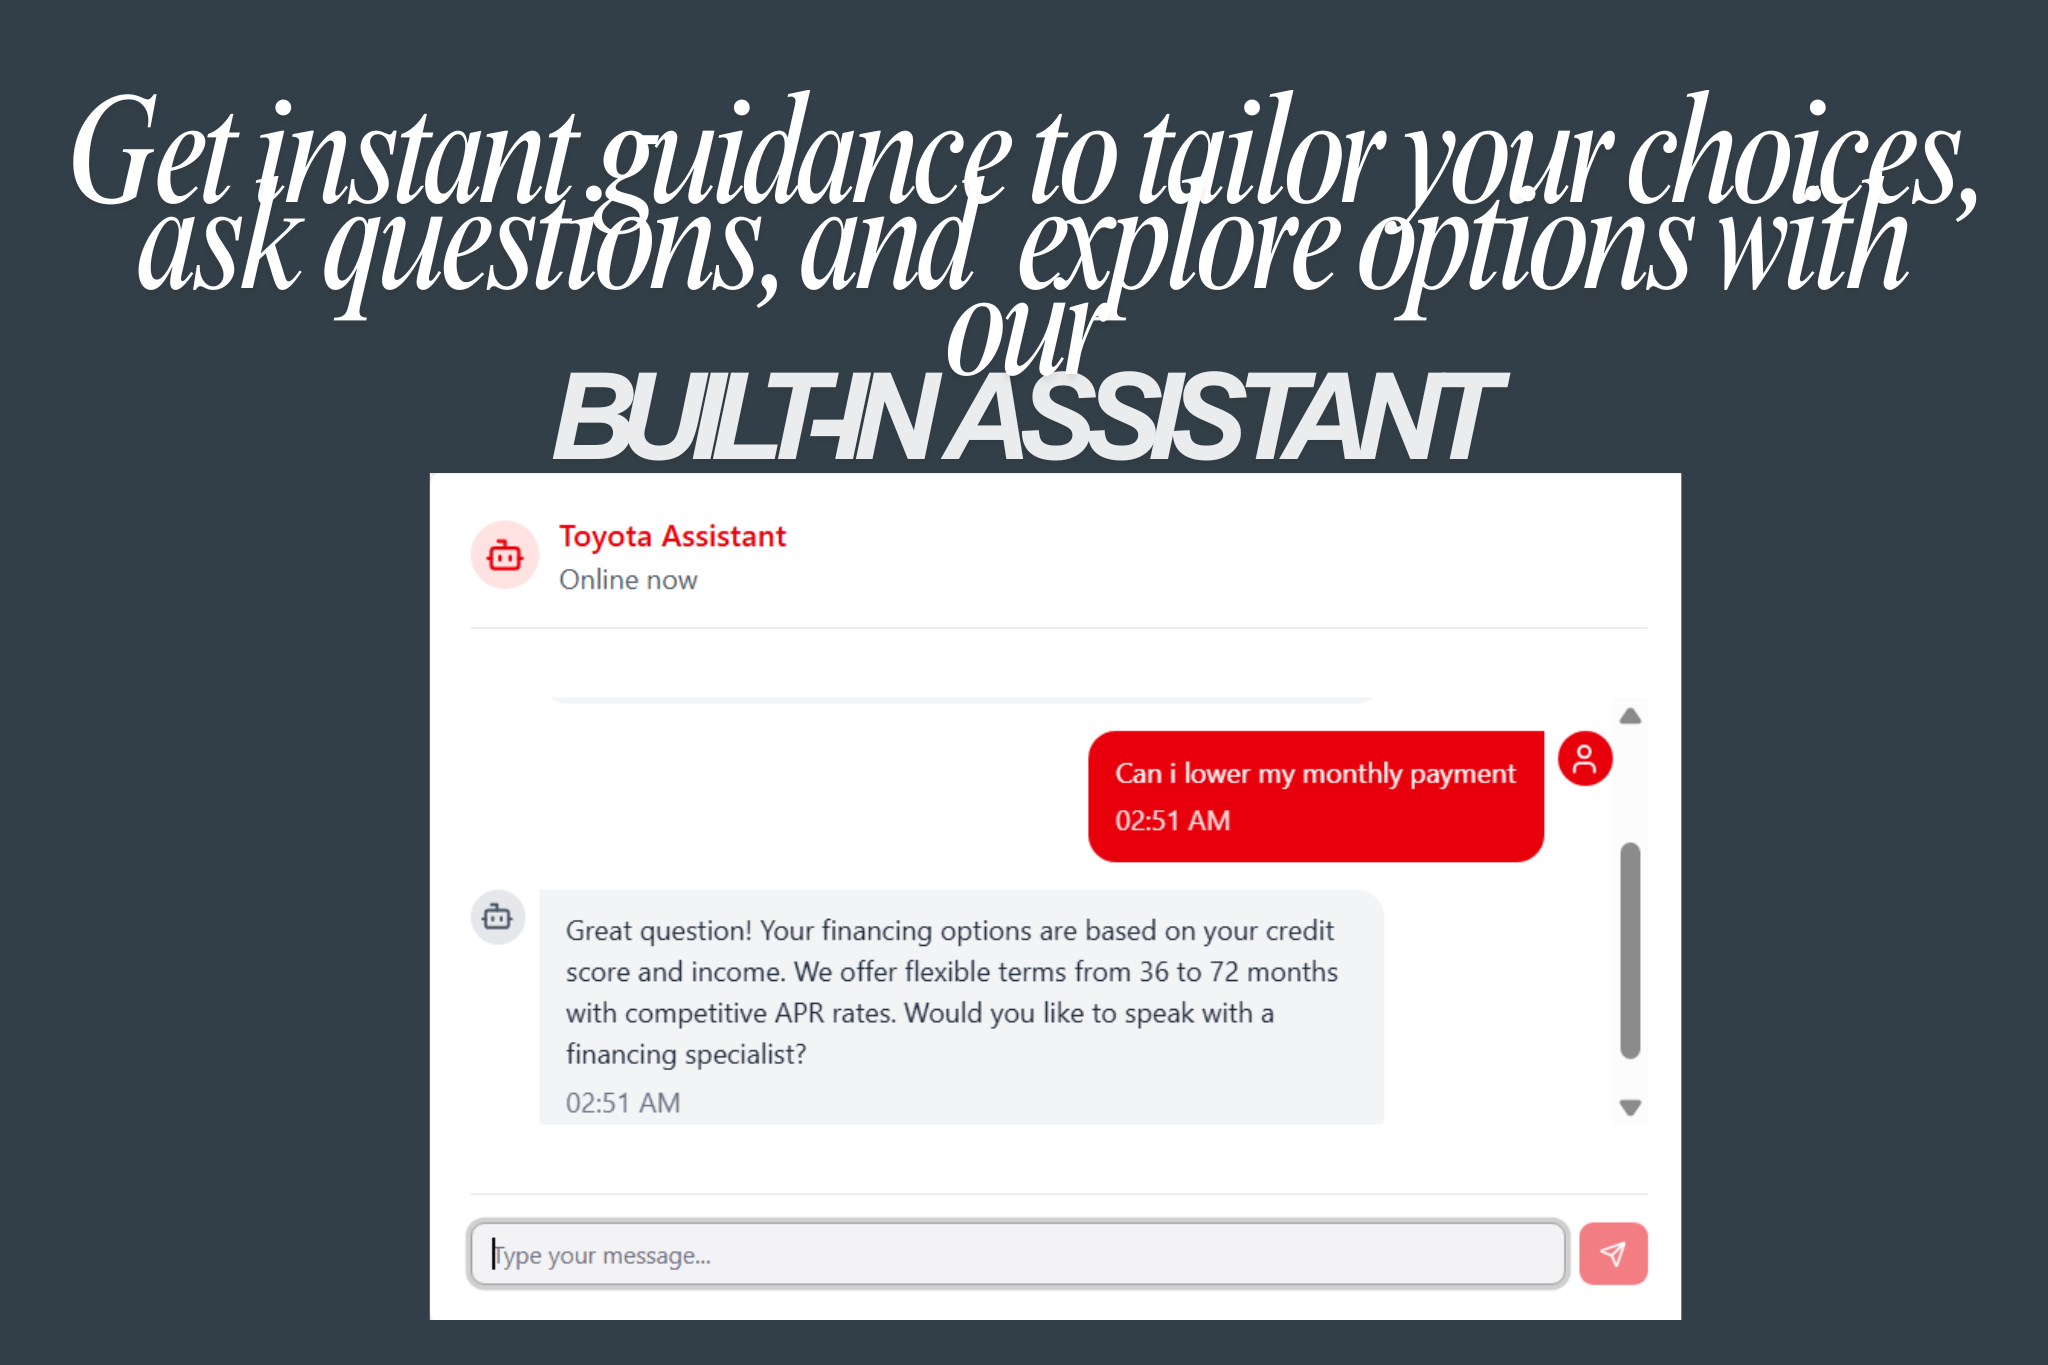 Get instant guidance to tailor your choices,
ask questions, and explore options with
our
BUILT-IN ASSISTANT
Toyota Assistant
Online now
Can i lower my monthly payment
02:51 AM
Great question! Your financing options are based on your credit
score and income. We offer flexible terms from 36 to 72 months
with competitive APR rates. Would you like to speak with a
financing specialist?
02:51 AM
Type your message...